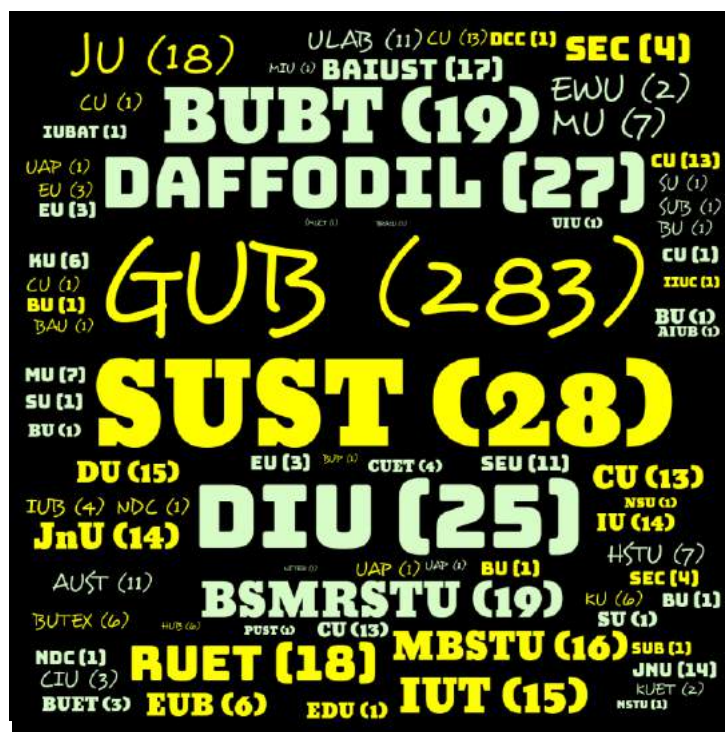 JU (18)
ULAB (11) CU (13) DCC (1) SEC (4)
MIU (1) BAIUST (17)
EWU (2)
CU (1) BUBT (19) MU (7)
IUBAT (1)
UAP (1) DAFFODIL (27) CU (13)
EU (3) SU (1)
EU (3) SUB (1)
UIU (1) BU (1)
KU (6) GUB (283) CU (1)
CU (1) IIUC (1)
BU (1) BU (1)
BAU (1) AIUB (1)
MU (7) SUST (28)
SU (1)
BU (1)
DU (15) EU (3) BUP (1) CUET (4) SEU (11) CU (13)
IUB (4) NDC (1) DIU (25) NSU (1)
JnU (14) IU (14)
HSTU (7)
UAP (1) UAP (1) BU (1) SEC (4)
AUST (11) BSMRSTU (19) KU (6) BU (1)
BUTEX (6) HUB (6) PUST (1) CU (13) SU (1)
NDC (1) RUET (18) MBSTU (16) SUB (1)
CIU (3) JNU (14)
BUET (3) EUB (6) EDU (1) IUT (15) KUET (2)
NSTU (1)